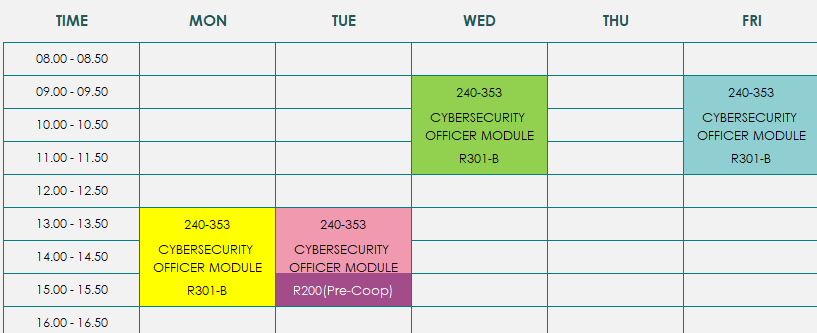 TIME MON TUE WED THU FRI
08.00 - 08.50
09.00 - 09.50 240-353 240-353
10.00 - 10.50 CYBERSECURITY OFFICER MODULE CYBERSECURITY OFFICER MODULE
11.00 - 11.50 R301-B R301-B
12.00 - 12.50
13.00 - 13.50 240-353 240-353
14.00 - 14.50 CYBERSECURITY OFFICER MODULE CYBERSECURITY OFFICER MODULE
15.00 - 15.50 R301-B R200(Pre-Coop)
16.00 - 16.50